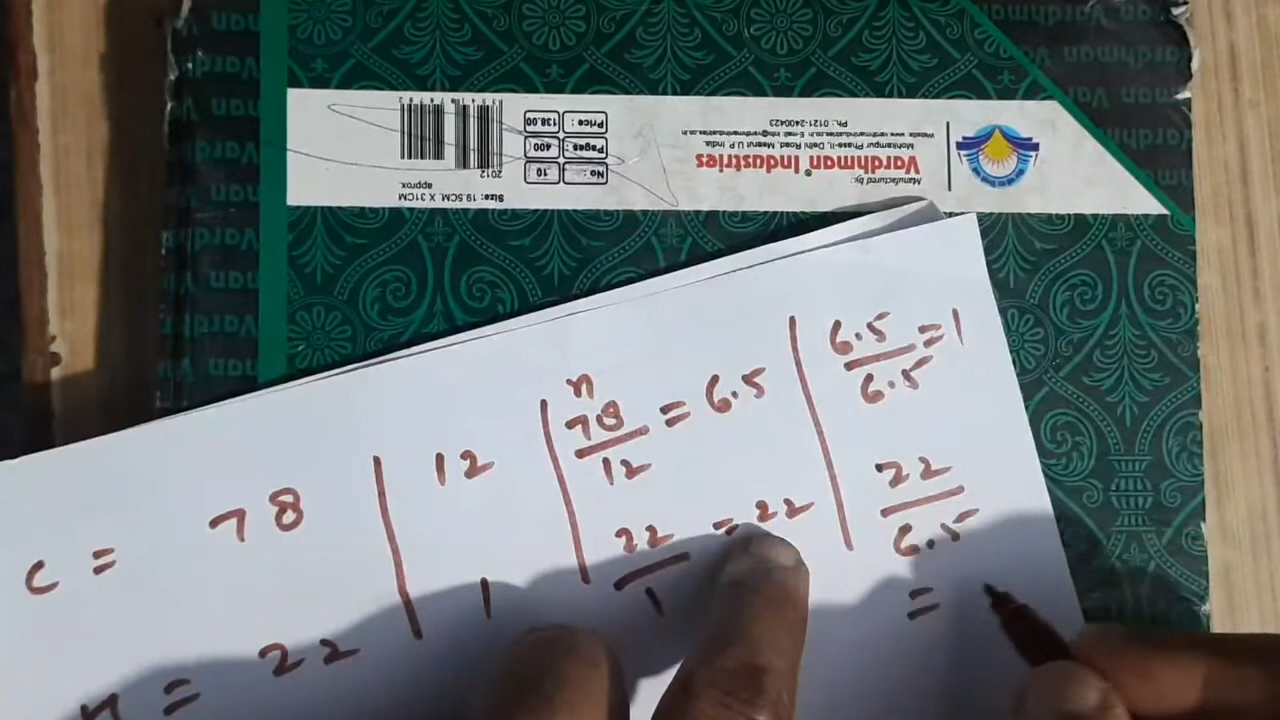 Vardhman
Manufactured by:
Vardhman Industries
Mohkampur Phase-II, Delhi Road, Meerut U.P India.
Ph.: 0121-2400423
No : 10
Pages : 400
Price : 138.00
2012
Size: 19.5CM. X 31CM
approx.
C = 78 | 12 | 78/12 = 6.5 | 6.5/6.5 = 1
= 22 | 1 | 22/1 = 22 | 22/6.5
=